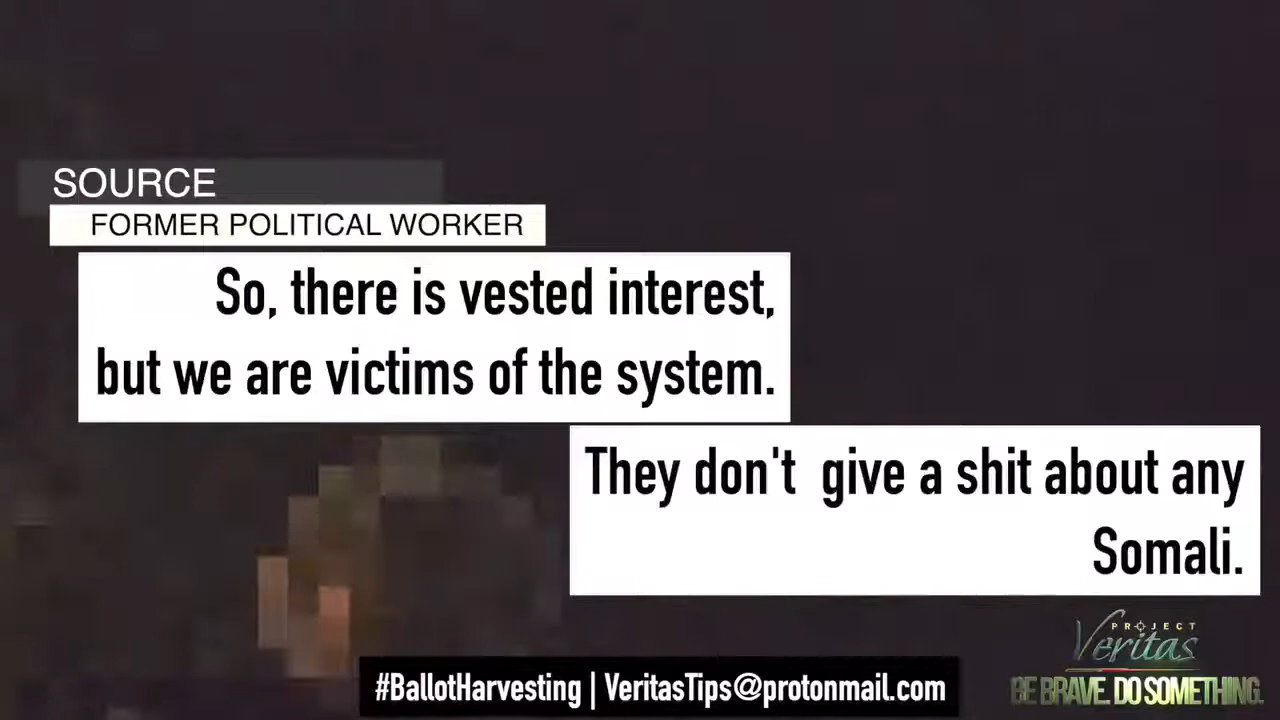 SOURCE
FORMER POLITICAL WORKER
So, there is vested interest,
but we are victims of the system.
They don't give a shit about any
Somali.
PROJECT
Veritas
BE BRAVE. DO SOMETHING.
#BallotHarvesting | VeritasTips@protonmail.com